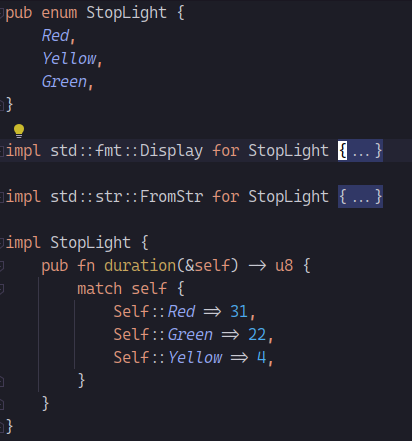 pub enum StopLight {
    Red,
    Yellow,
    Green,
}
impl std::fmt::Display for StopLight {...}
impl std::str::FromStr for StopLight {...}
impl StopLight {
    pub fn duration(&self) -> u8 {
        match self {
            Self::Red => 31,
            Self::Green => 22,
            Self::Yellow => 4,
        }
    }
}